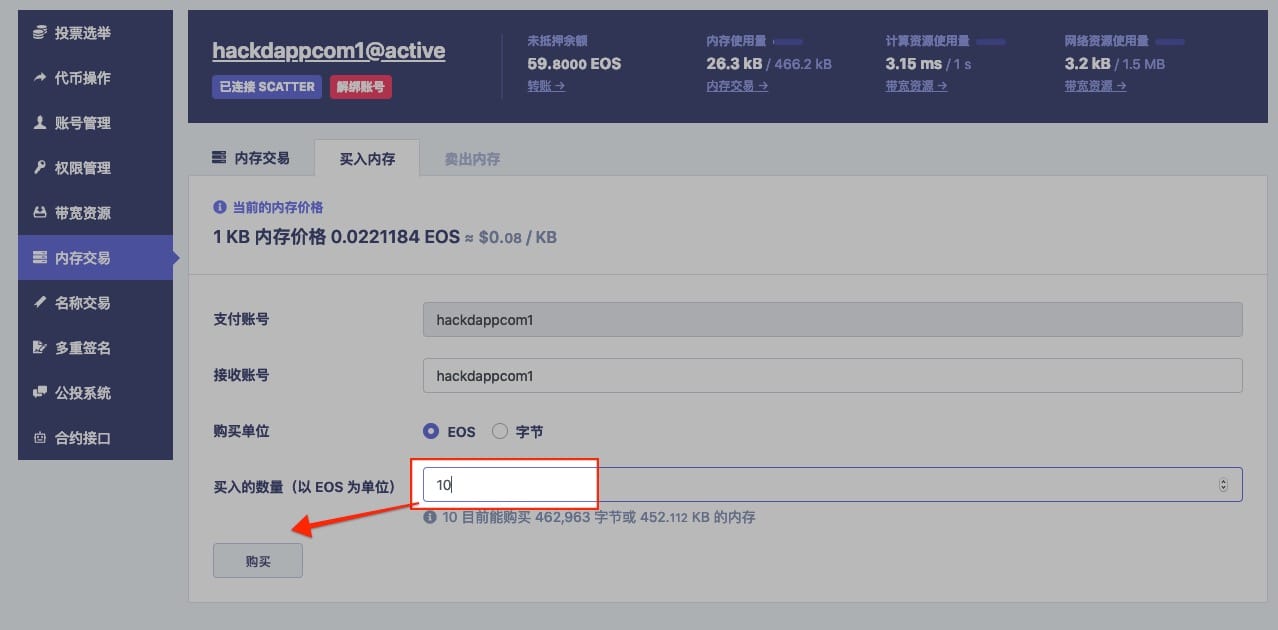 投票选举
代币操作
账号管理
权限管理
带宽资源
内存交易
名称交易
多重签名
公投系统
合约接口
hackdappcom1@active
已连接 SCATTER 解绑账号
未抵押余额
59.8000 EOS
转账 →
内存使用量
26.3 kB / 466.2 kB
内存交易 →
计算资源使用量
3.15 ms / 1 s
带宽资源 →
网络资源使用量
3.2 kB / 1.5 MB
带宽资源 →
内存交易 买入内存 卖出内存
当前的内存价格
1 KB 内存价格 0.0221184 EOS ≈ $0.08 / KB
支付账号 hackdappcom1
接收账号 hackdappcom1
购买单位 EOS 字节
买入的数量（以 EOS 为单位） 10
10 目前能购买 462,963 字节或 452.112 KB 的内存
购买